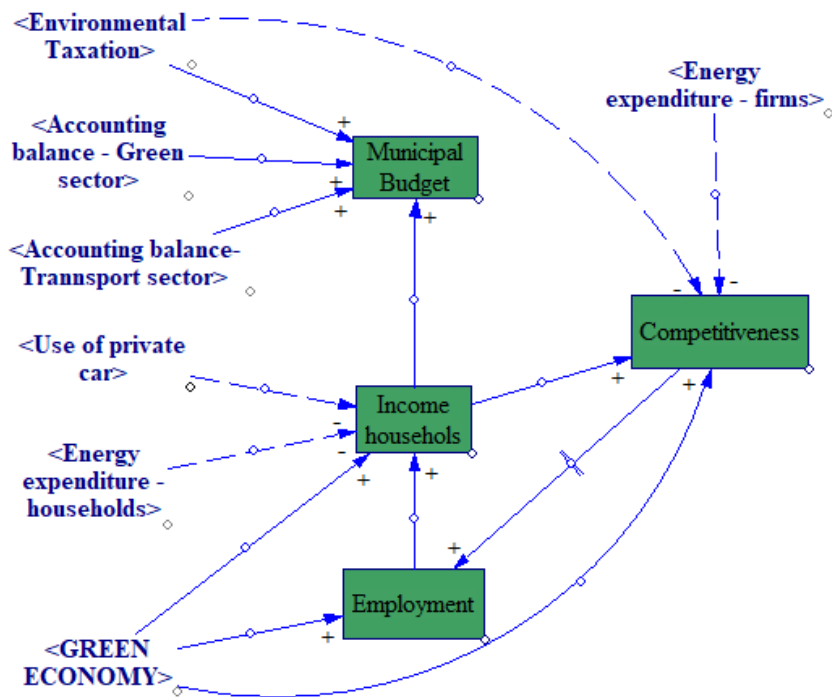 <Environmental
Taxation>
<Energy
expenditure - firms>
<Accounting
balance - Green
sector>
+
Municipal
Budget
+
+
+
<Accounting balance-
Trannsport sector>
-
-
Competitiveness
<Use of private
car>
+
+
Income
househols
-
-
<Energy
expenditure -
households>
+
+
+
Employment
+
<GREEN
ECONOMY>